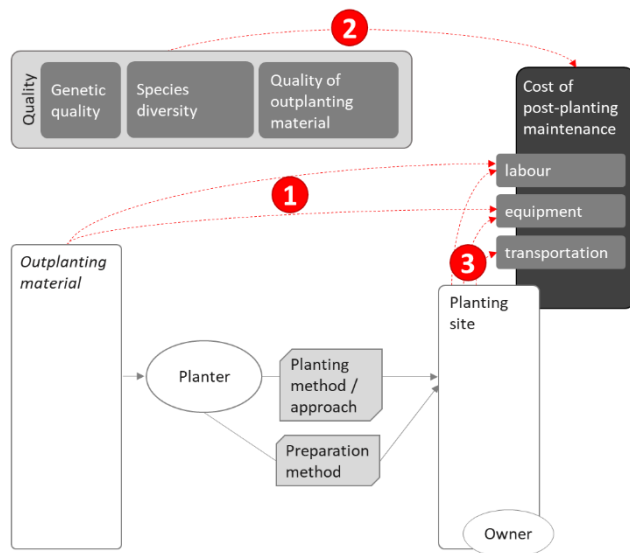 2
Quality
Genetic
quality
Species
diversity
Quality of
outplanting
material
Cost of
post-planting
maintenance
labour
equipment
transportation
1
3
Outplanting
material
Planting
site
Planter
Planting
method /
approach
Preparation
method
Owner